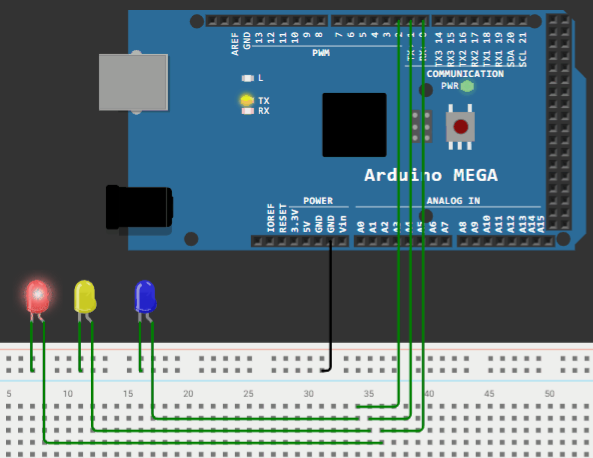 AREF
GND
13
12
11
10
9
8
7
6
5
4
3
2
TX3 14
RX3 15
TX2 16
RX2 17
TX1 18
RX1 19
SDA 20
SCL 21
PWM
COMMUNICATION
PWR
L
TX
RX
Arduino MEGA
POWER
ANALOG IN
IOREF
RESET
3.3V
5V
GND
GND
Vin
A0
A1
A2
A3
A4
A5
A6
A7
A8
A9
A10
A11
A12
A13
A14
A15
5 10 15 20 25 30 35 40 45 50